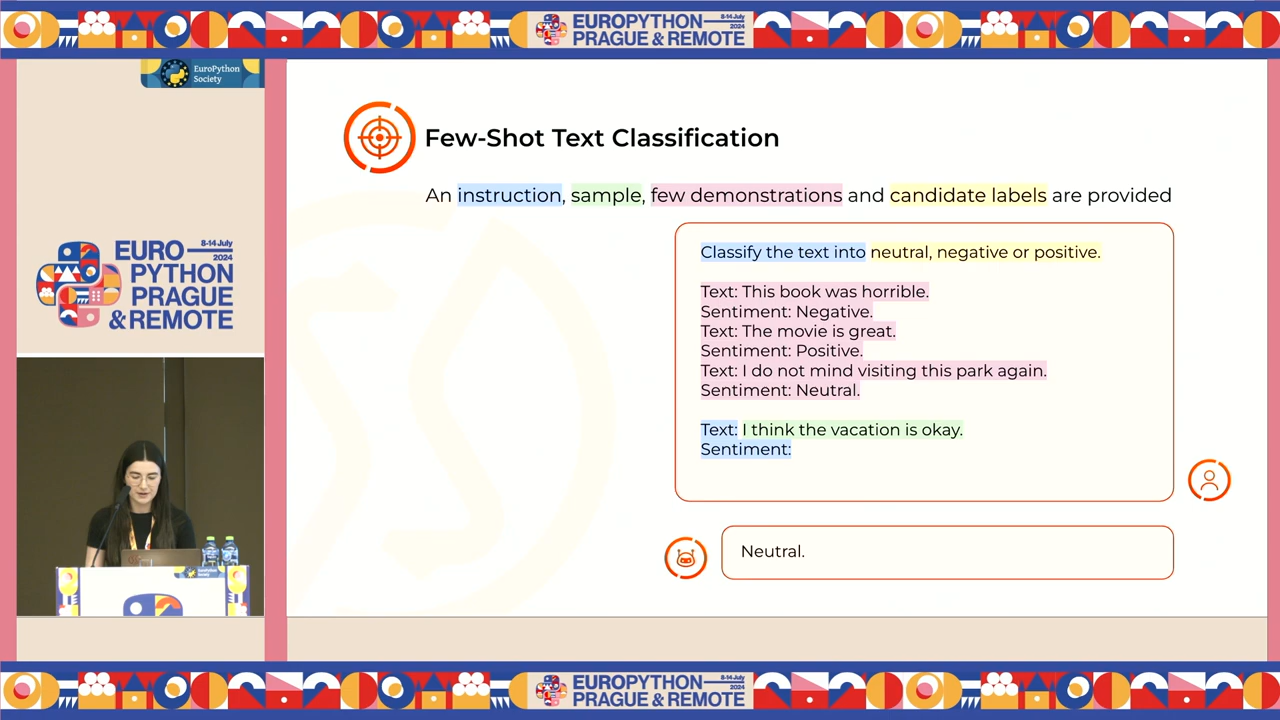 EUROPYTHON
8-14 July
2024
PRAGUE & REMOTE
EuroPython
Society
EURO
8-14 July
2024
PYTHON
PRAGUE
& REMOTE
Few-Shot Text Classification
An instruction, sample, few demonstrations and candidate labels are provided
Classify the text into neutral, negative or positive.
Text: This book was horrible.
Sentiment: Negative.
Text: The movie is great.
Sentiment: Positive.
Text: I do not mind visiting this park again.
Sentiment: Neutral.
Text: I think the vacation is okay.
Sentiment:
Neutral.
EUROPYTHON
8-14 July
2024
PRAGUE & REMOTE